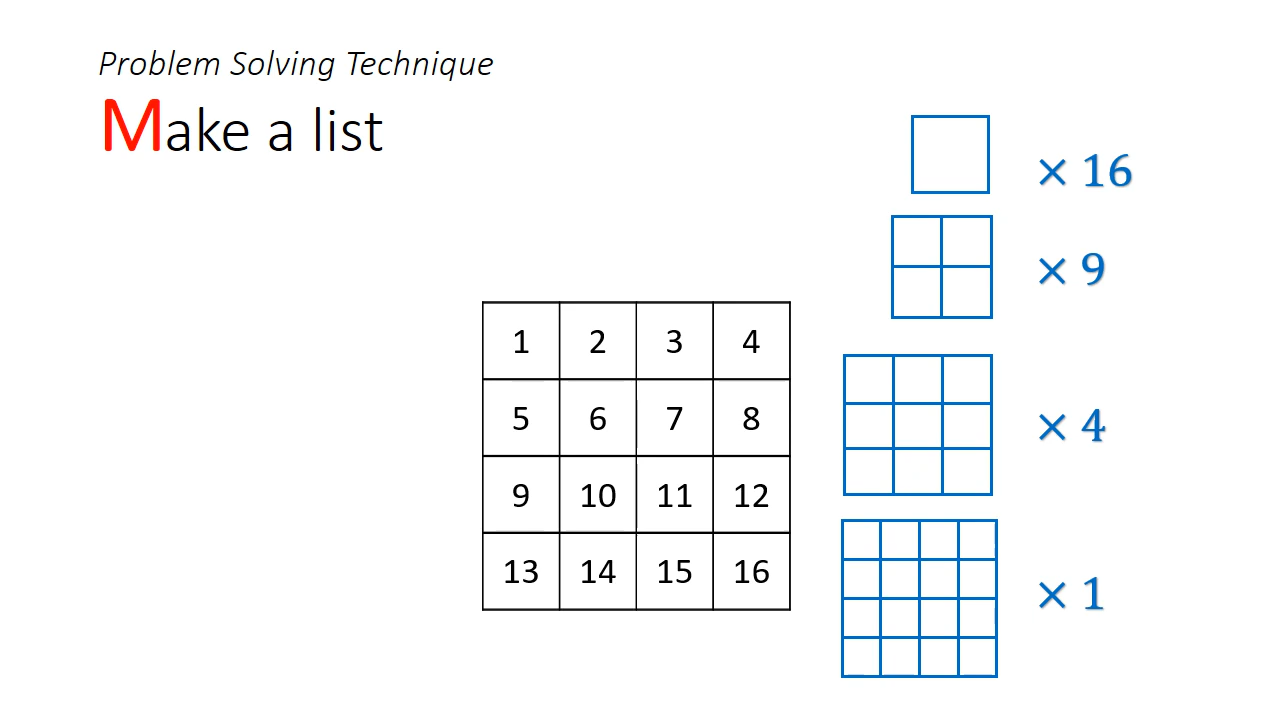 Problem Solving Technique
Make a list
× 16
× 9
× 4
× 1
1 2 3 4
5 6 7 8
9 10 11 12
13 14 15 16